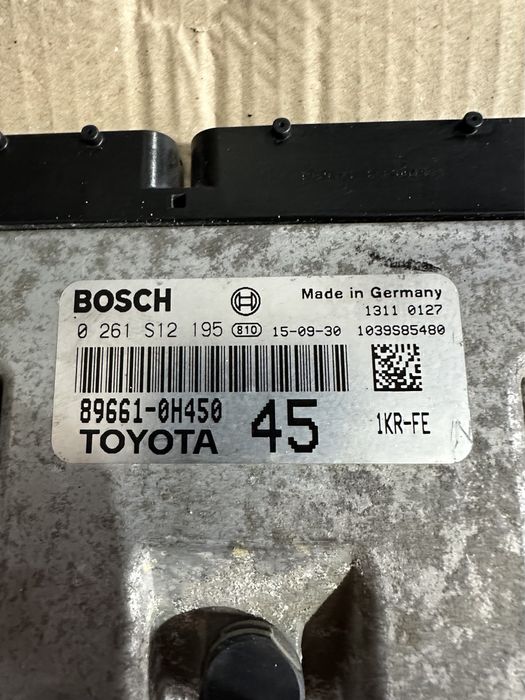 BOSCH
Made in Germany
1311 0127
0 261 S12 195 810 15-09-30 1039S85480
89661-0H450
TOYOTA
45
1KR-FE